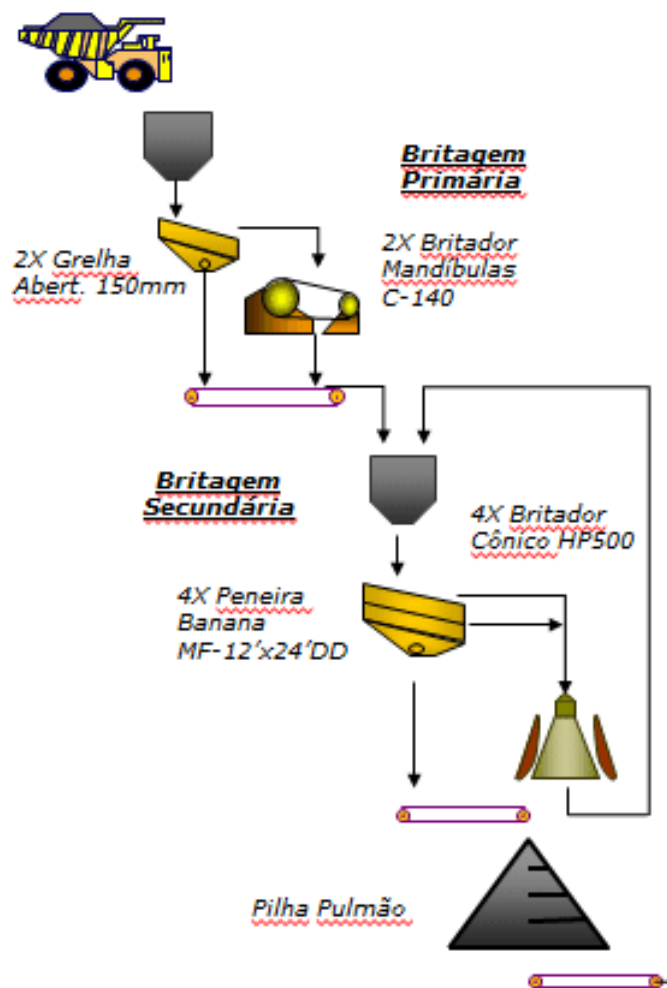 Britagem
Primária
2X Grelha
Abert. 150mm
2X Britador
Mandíbulas
C-140
Britagem
Secundária
4X Britador
Cônico HP500
4X Peneira
Banana
MF-12’x24’DD
Pilha Pulmão